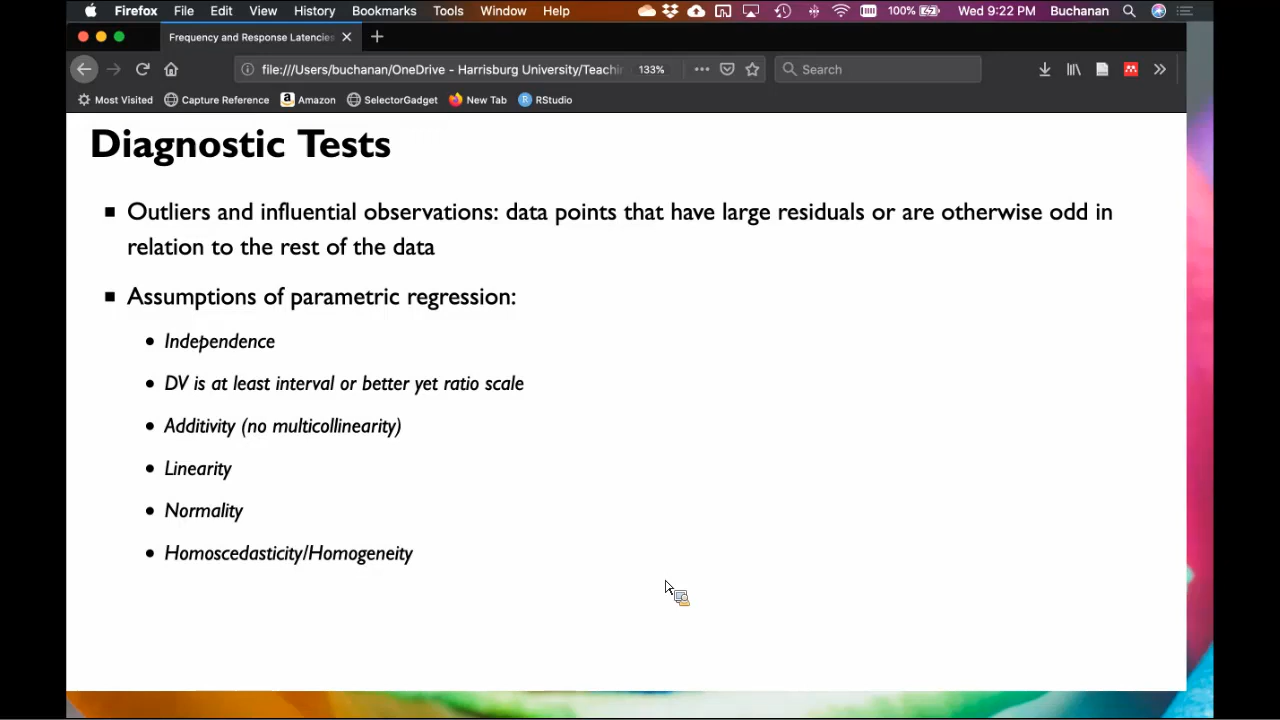 Firefox File Edit View History Bookmarks Tools Window Help 100% Wed 9:22 PM Buchanan
Frequency and Response Latencies
file:///Users/buchanan/OneDrive - Harrisburg University/Teachin 133% Search
Most Visited Capture Reference Amazon SelectorGadget New Tab RStudio
Diagnostic Tests
Outliers and influential observations: data points that have large residuals or are otherwise odd in
relation to the rest of the data
Assumptions of parametric regression:
Independence
DV is at least interval or better yet ratio scale
Additivity (no multicollinearity)
Linearity
Normality
Homoscedasticity/Homogeneity